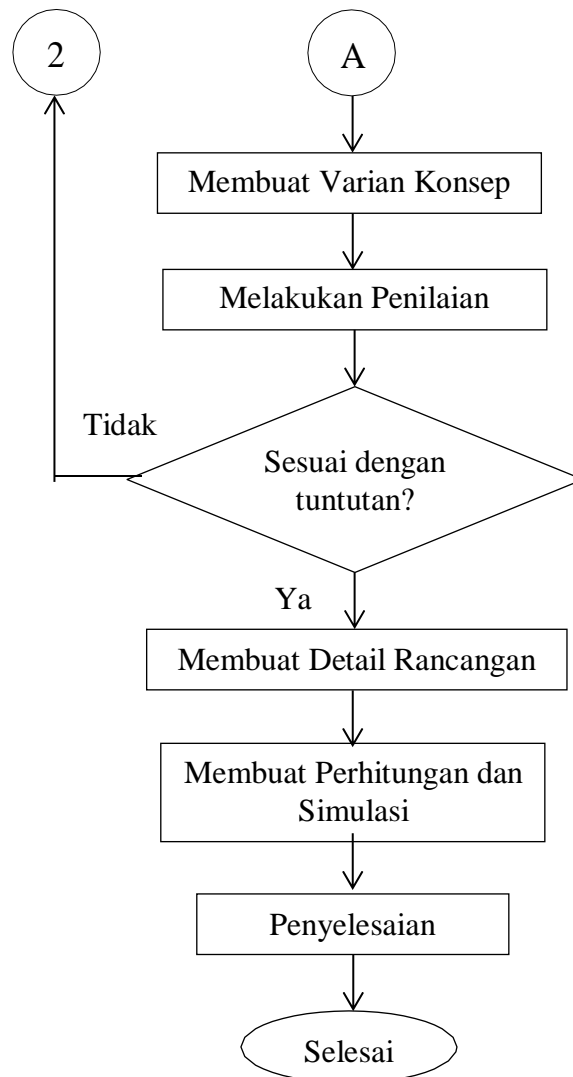 2
A
Membuat Varian Konsep
Melakukan Penilaian
Tidak
Sesuai dengan
tuntutan?
Ya
Membuat Detail Rancangan
Membuat Perhitungan dan
Simulasi
Penyelesaian
Selesai